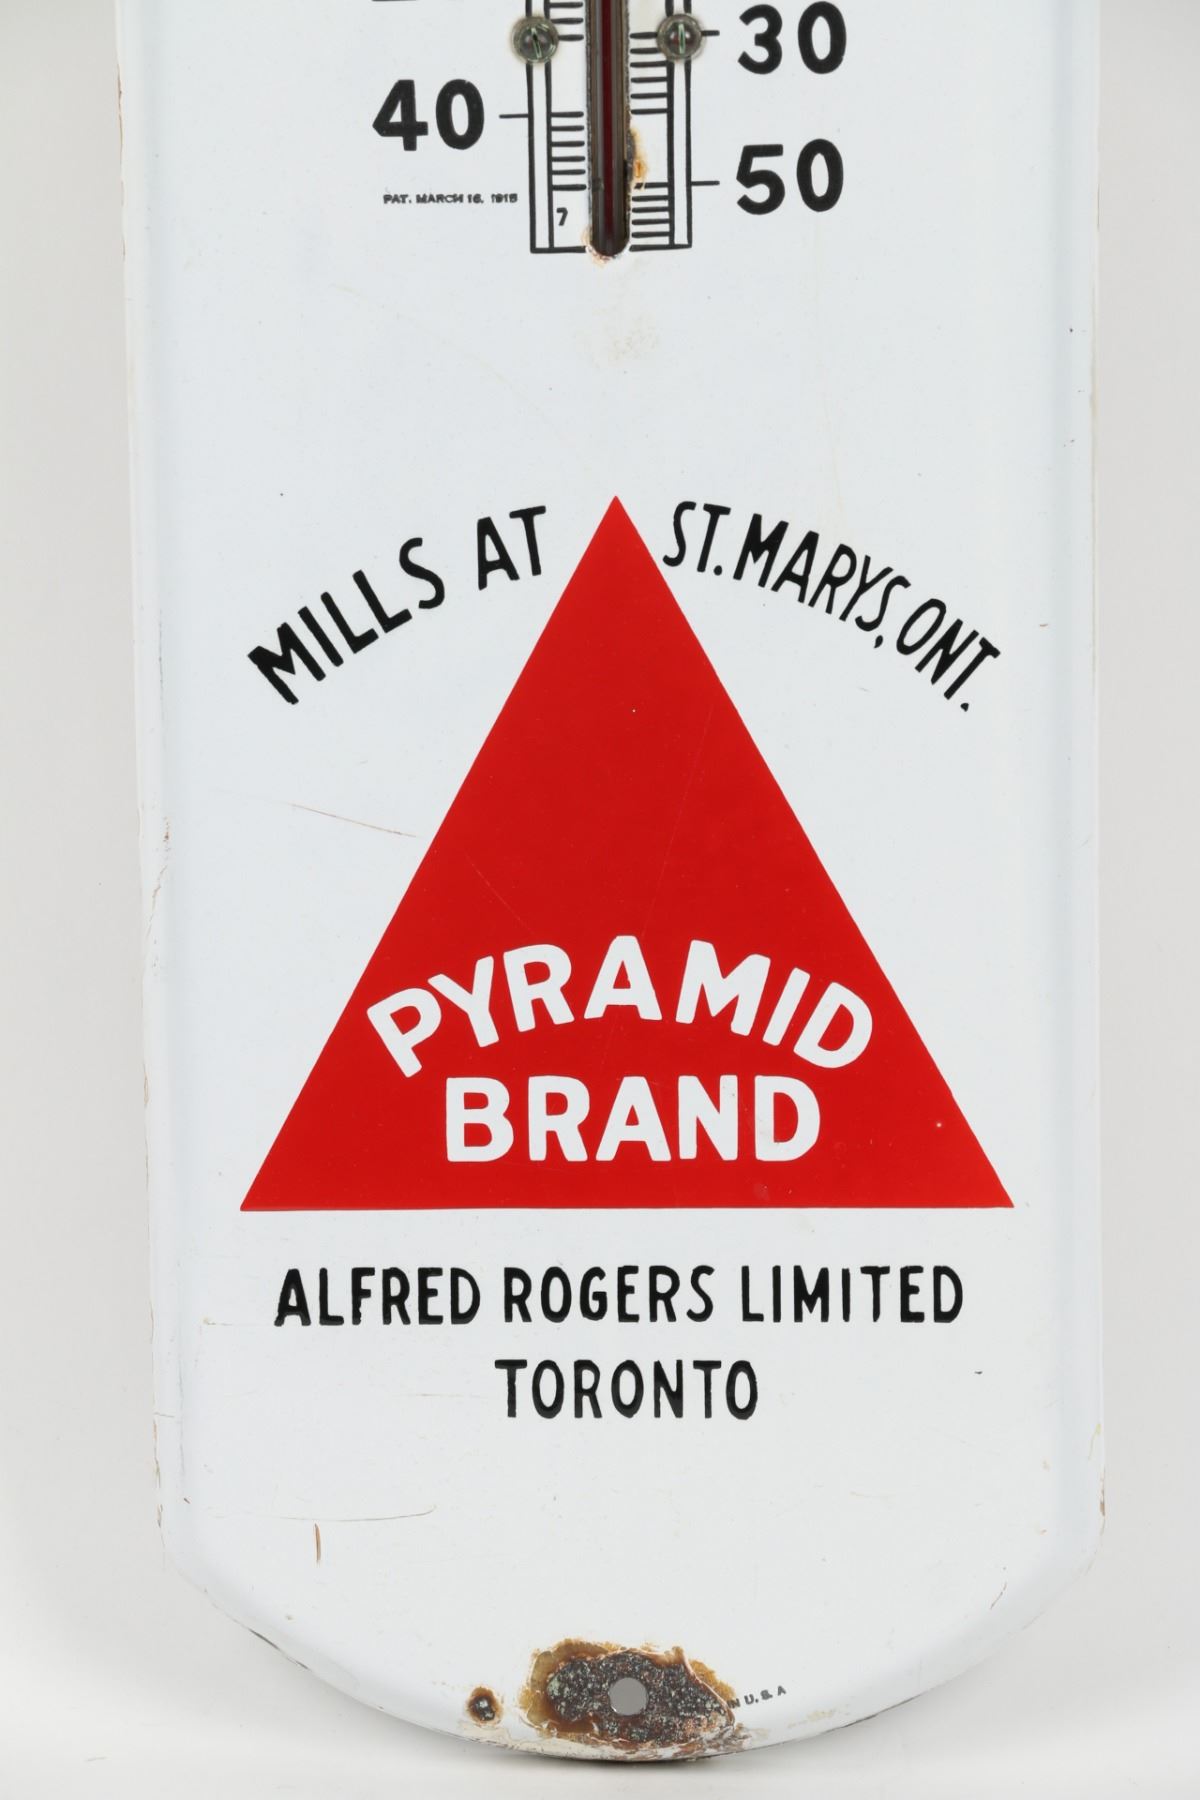 30
40
50
PAT. MARCH 16. 1915
7
MILLS AT ST. MARYS, ONT.
PYRAMID
BRAND
ALFRED ROGERS LIMITED
TORONTO
N U.S.A